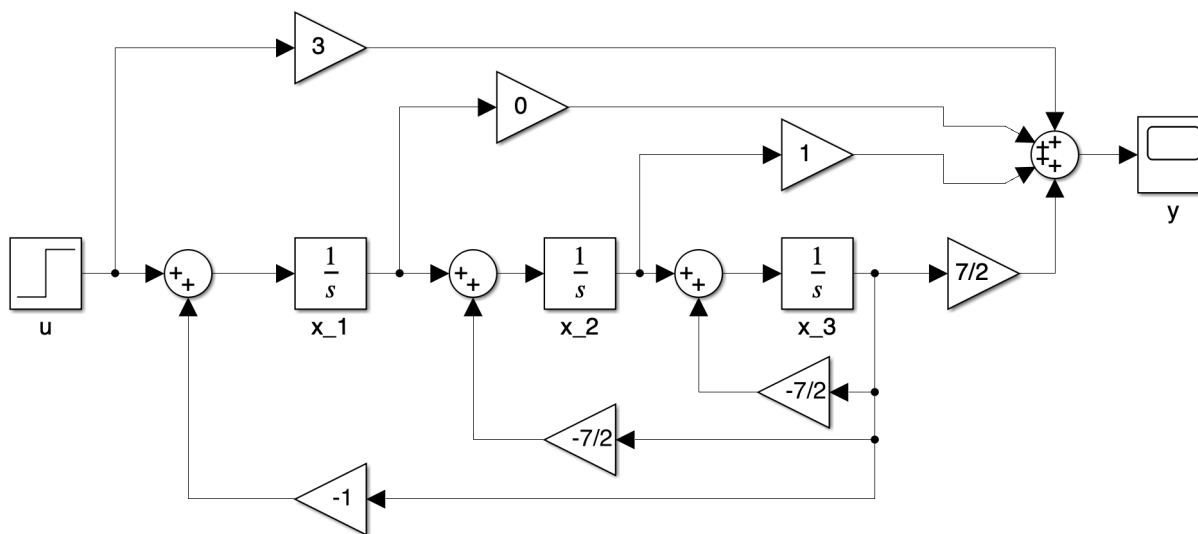 3
0
1
+
+
+
+
y
u
+
+
1
s
x_1
+
+
1
s
x_2
+
+
1
s
x_3
7/2
-7/2
-7/2
-1